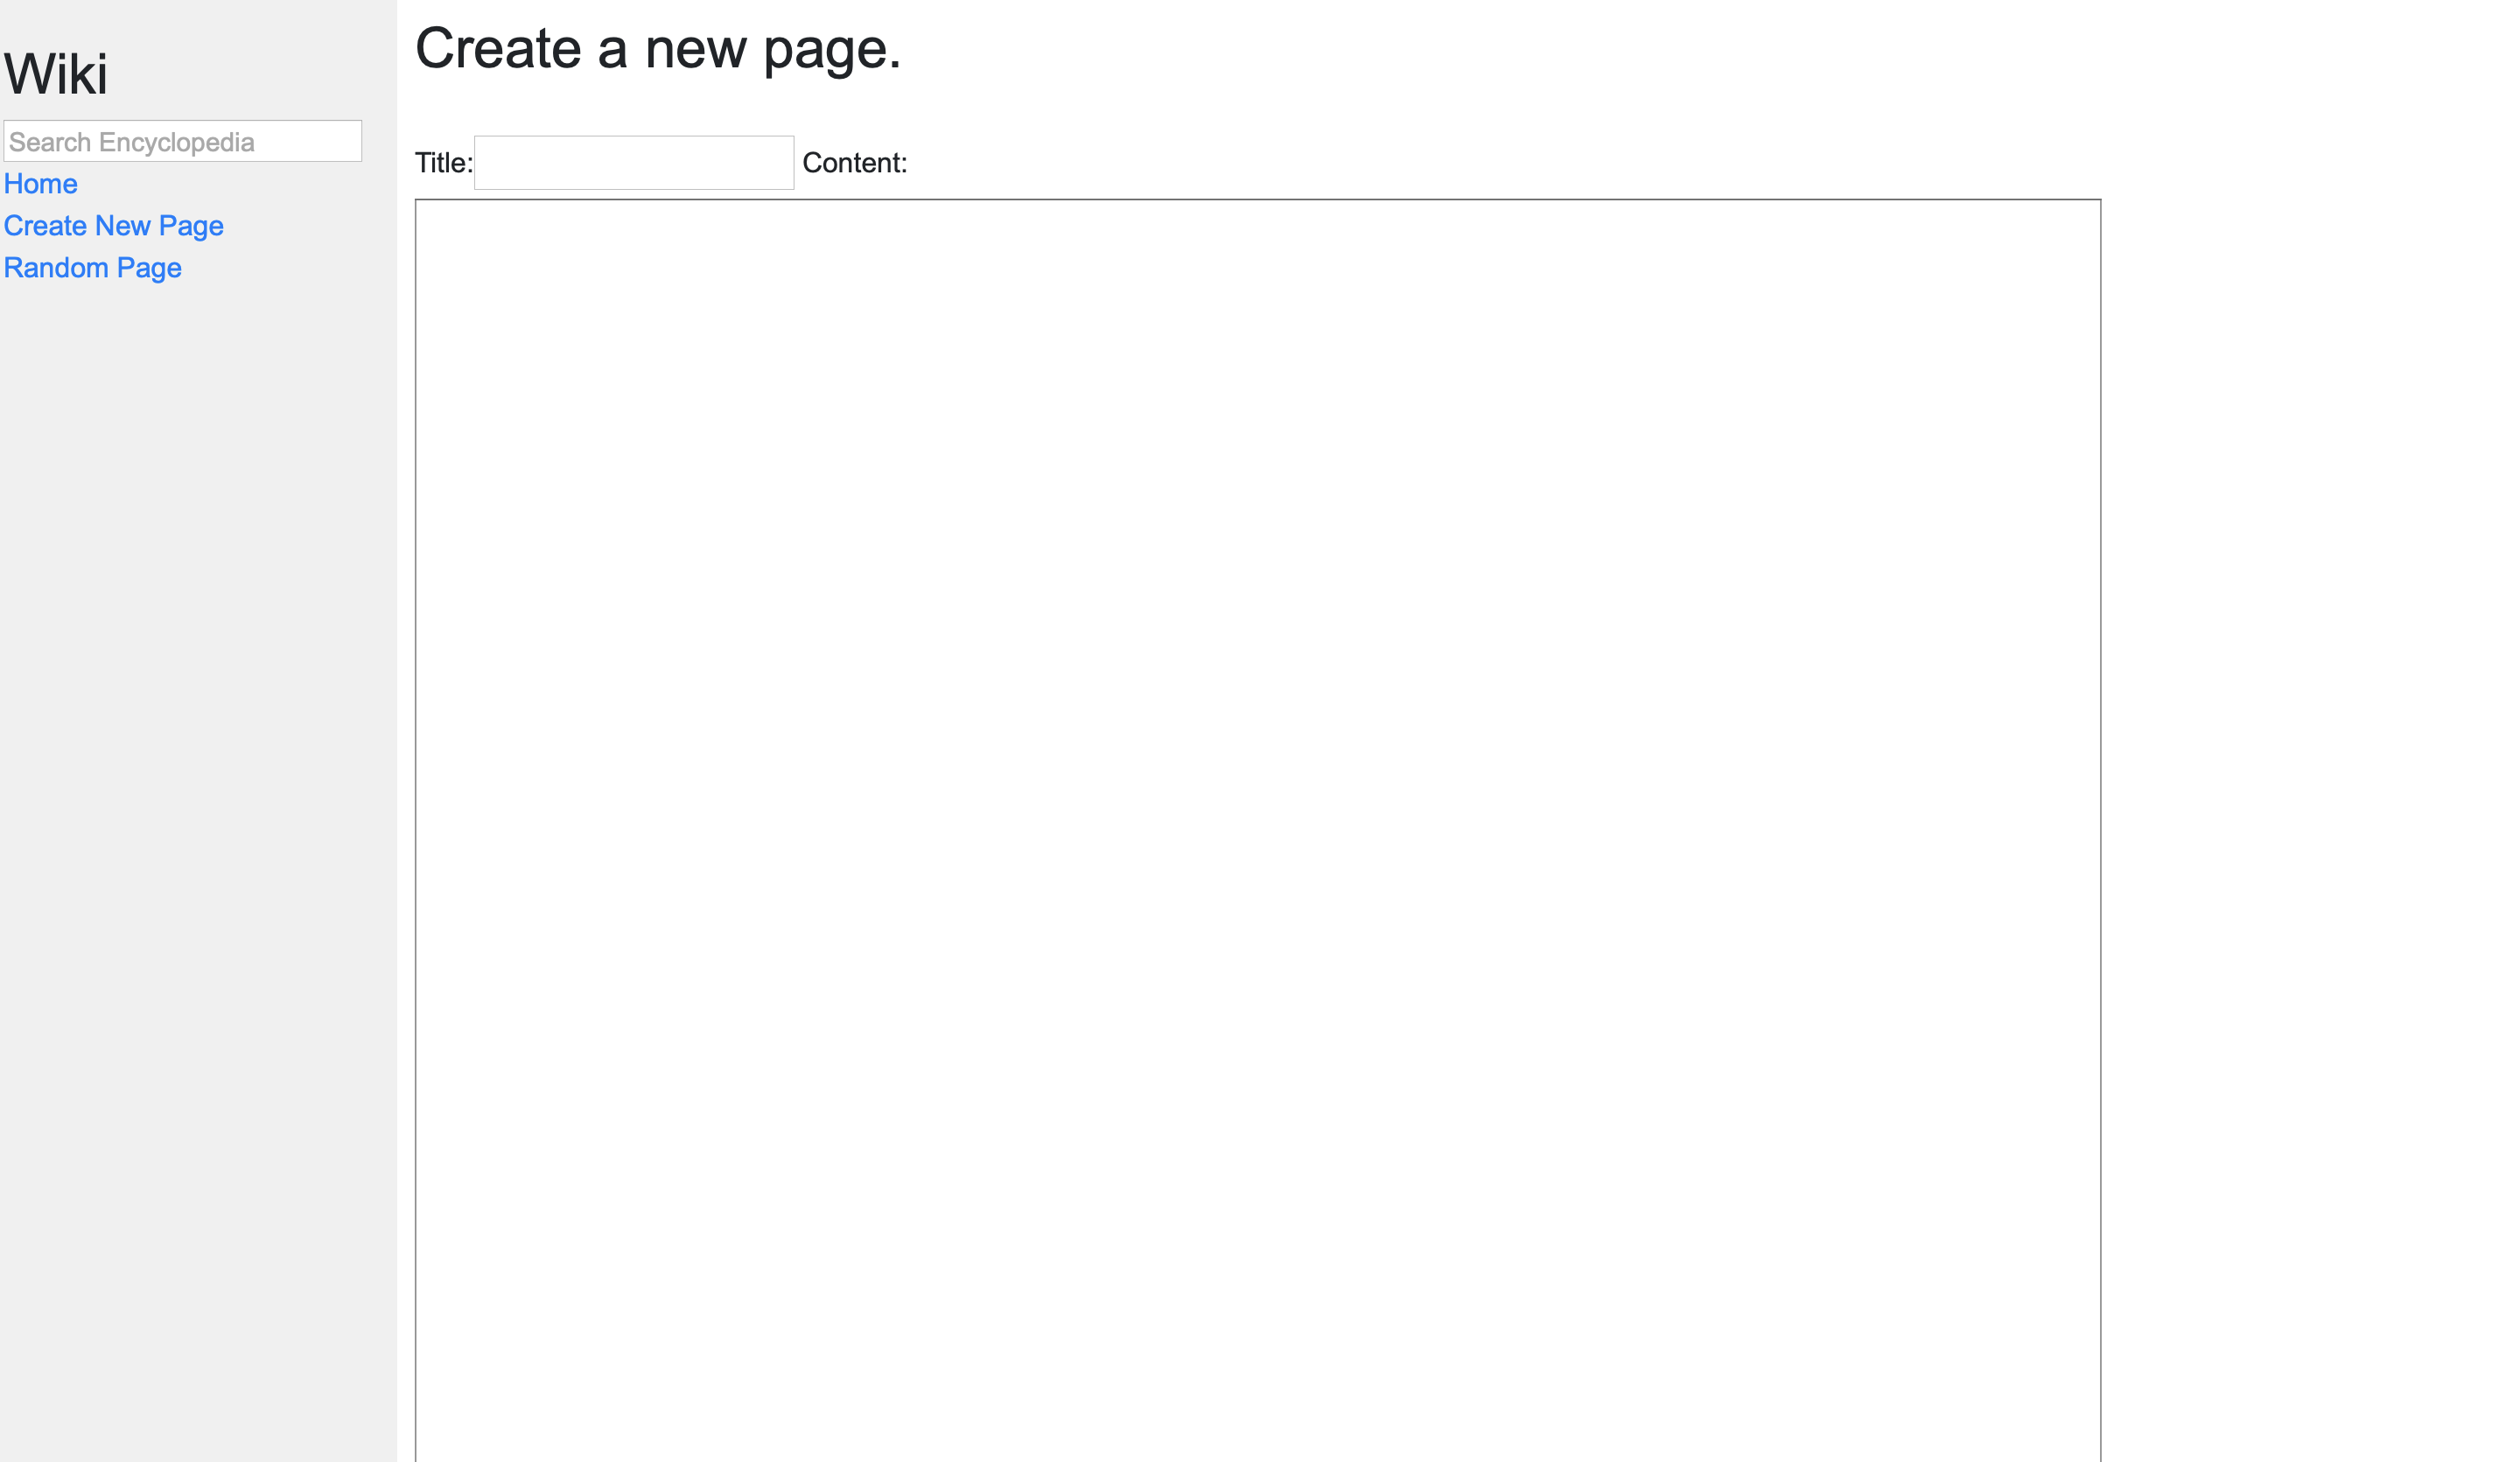 Wiki
Search Encyclopedia
Home
Create New Page
Random Page
Create a new page.
Title: Content: